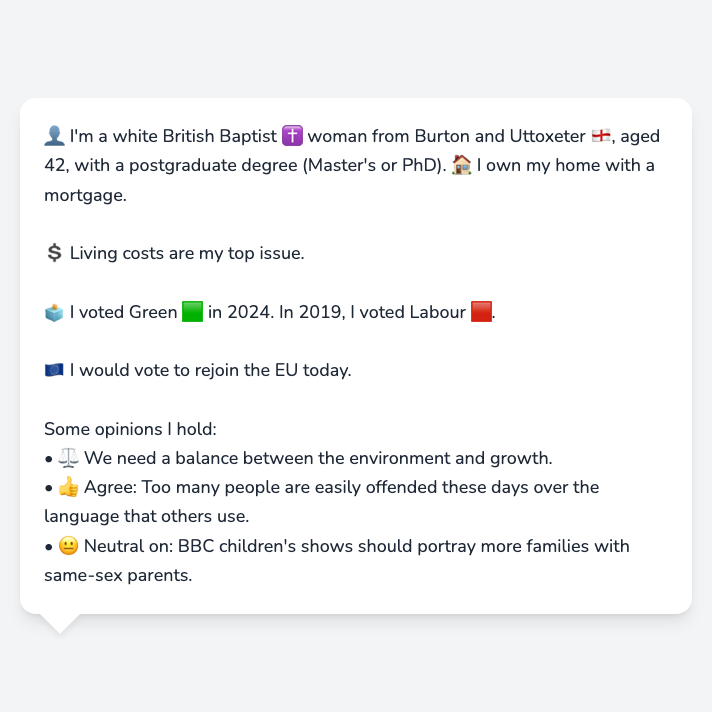 👤 I'm a white British Baptist ✝️ woman from Burton and Uttoxeter 🏴󠁧󠁢󠁥󠁮󠁧󠁿, aged
42, with a postgraduate degree (Master's or PhD). 🏠 I own my home with a
mortgage.
💲 Living costs are my top issue.
🗳️ I voted Green 🟩 in 2024. In 2019, I voted Labour 🟥.
🇪🇺 I would vote to rejoin the EU today.
Some opinions I hold:
• ⚖️ We need a balance between the environment and growth.
• 👍 Agree: Too many people are easily offended these days over the
language that others use.
• 😐 Neutral on: BBC children's shows should portray more families with
same-sex parents.